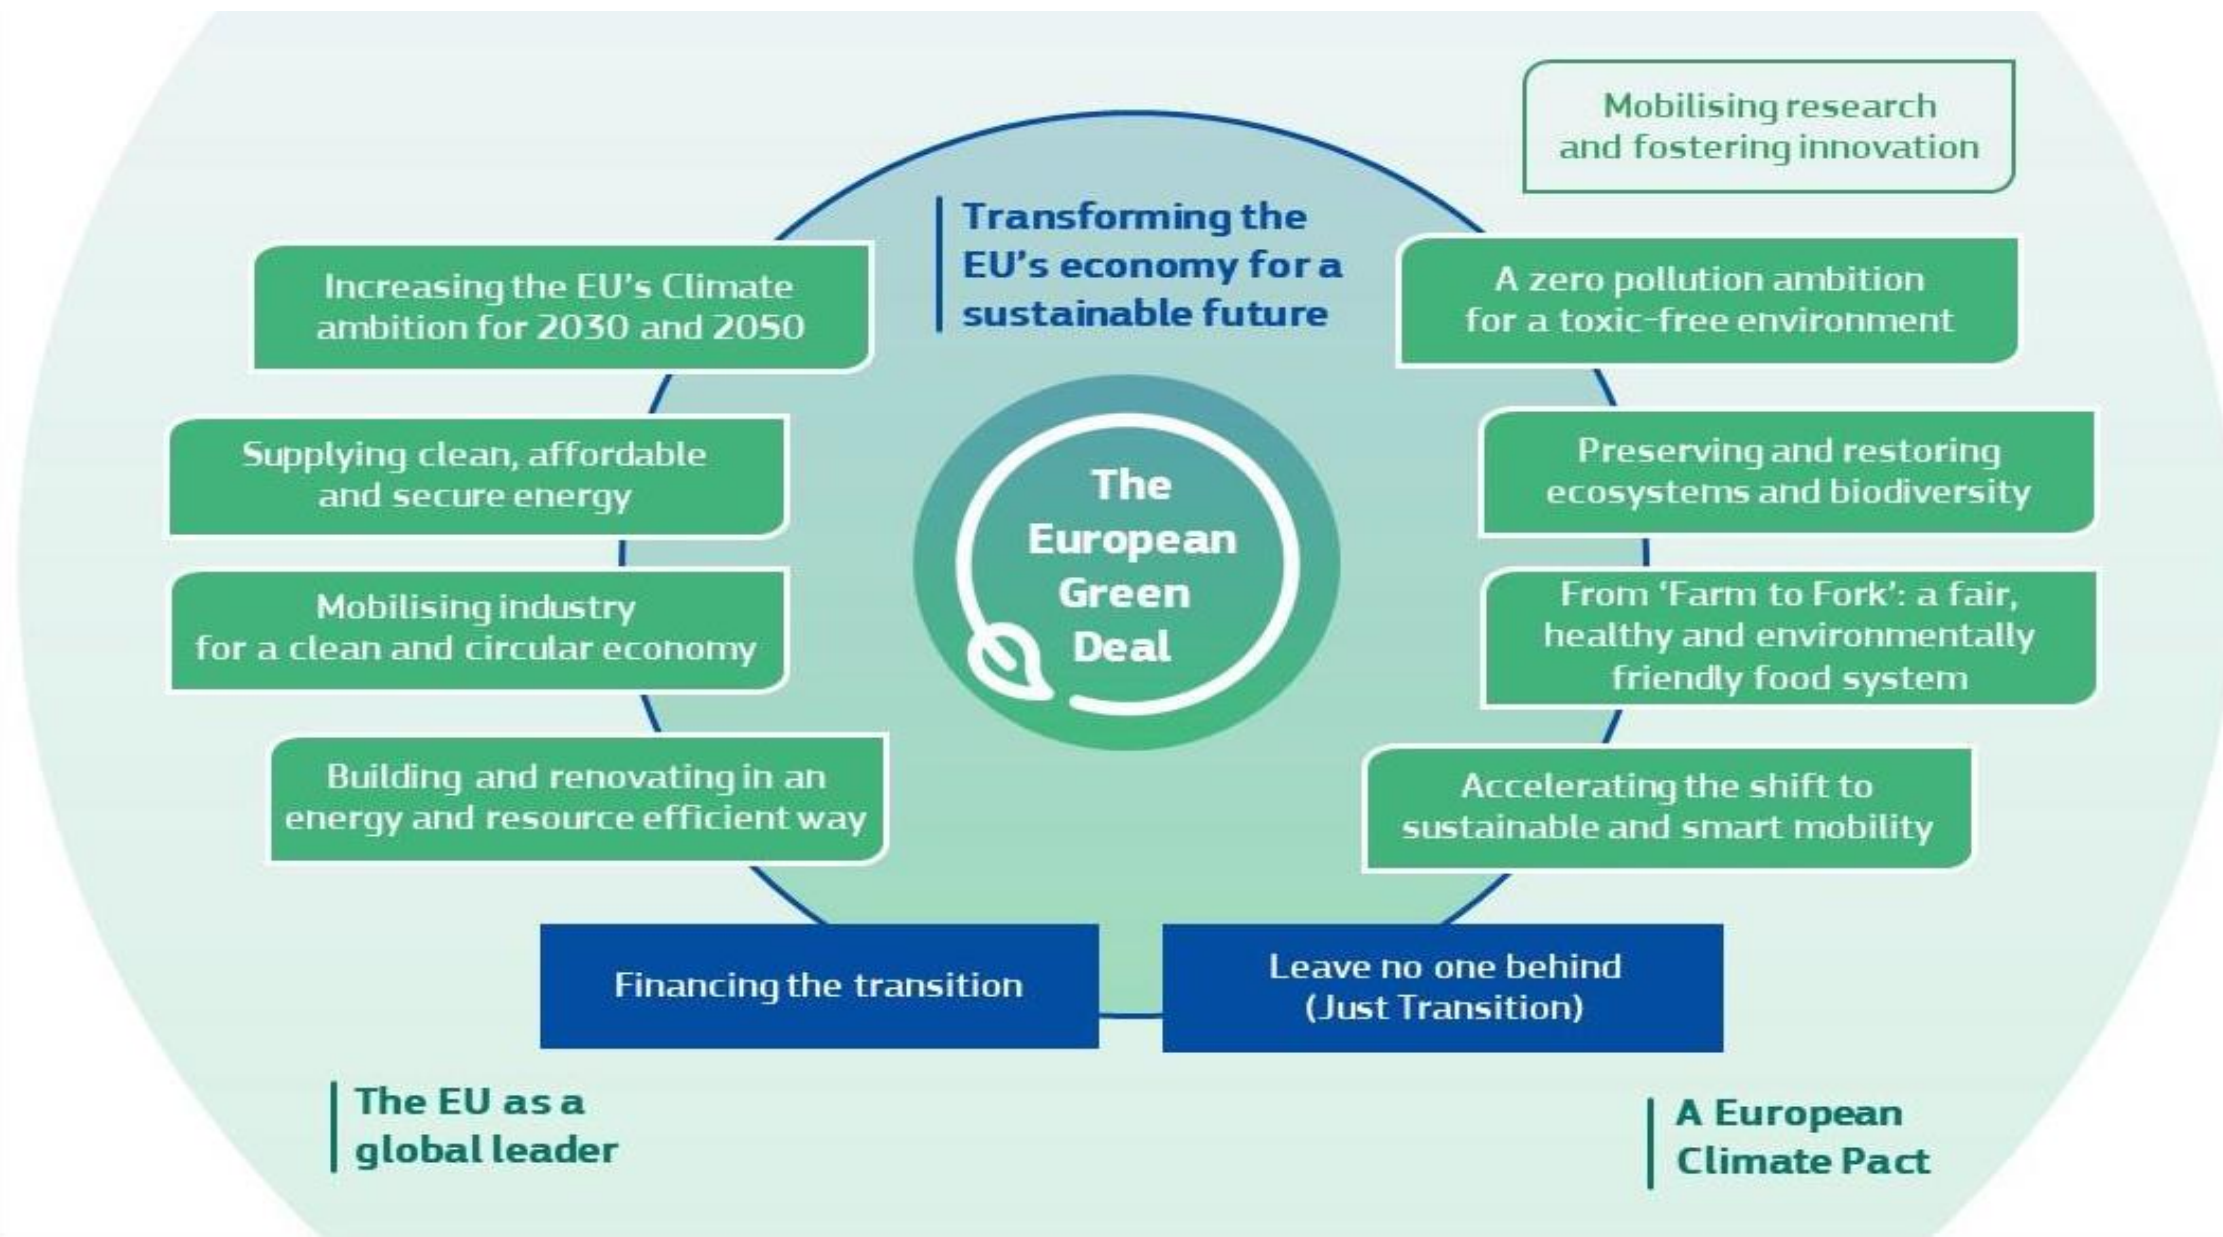 Mobilising research
and fostering innovation
Transforming the
EU's economy for a
sustainable future
Increasing the EU's Climate
ambition for 2030 and 2050
A zero pollution ambition
for a toxic-free environment
Supplying clean, affordable
and secure energy
Preserving and restoring
ecosystems and biodiversity
The
European
Green
Deal
Mobilising industry
for a clean and circular economy
From ‘Farm to Fork’: a fair,
healthy and environmentally
friendly food system
Building and renovating in an
energy and resource efficient way
Accelerating the shift to
sustainable and smart mobility
Financing the transition
Leave no one behind
(Just Transition)
The EU as a
global leader
A European
Climate Pact